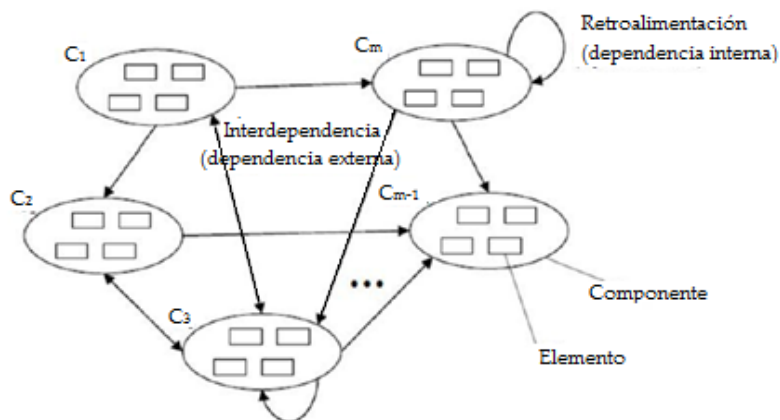 C1
Cm
Retroalimentación
(dependencia interna)
Interdependencia
(dependencia externa)
C2
Cm-1
...
Componente
C3
Elemento